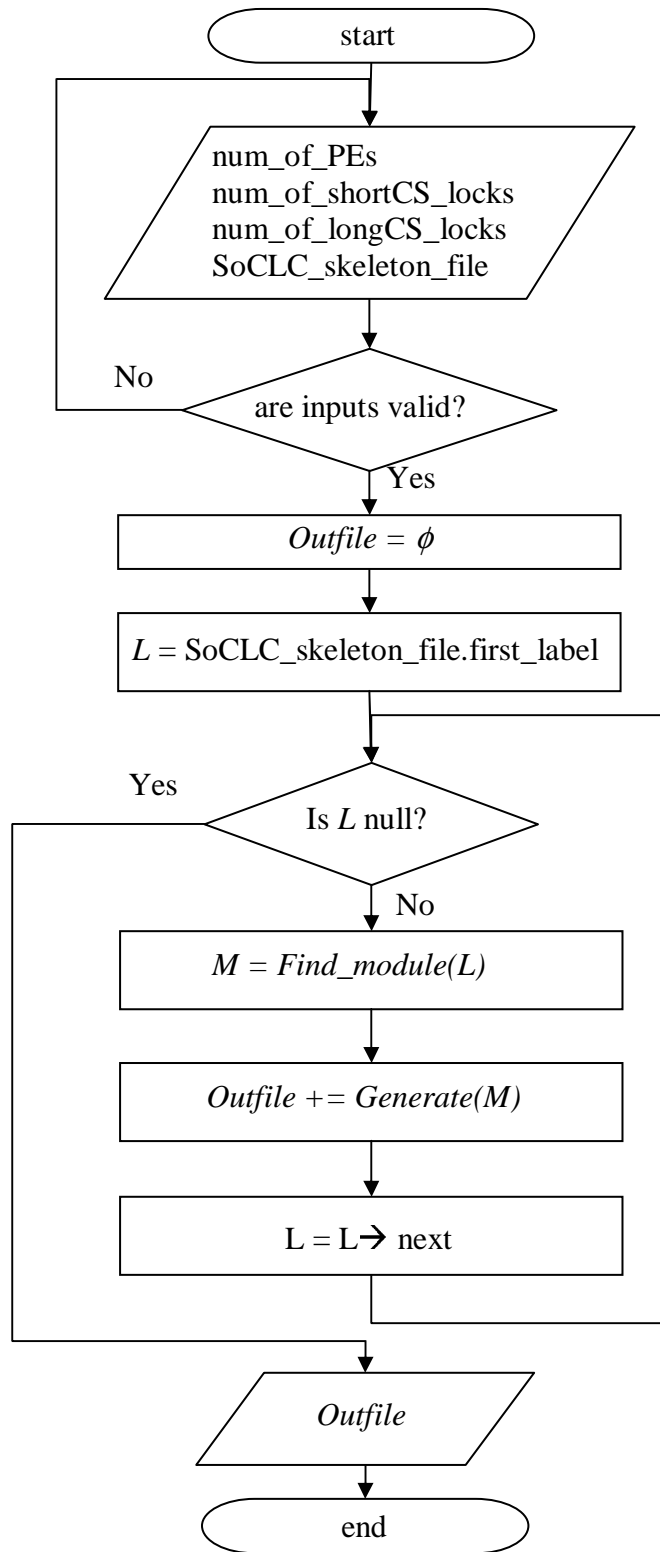 start
num_of_PEs
num_of_shortCS_locks
num_of_longCS_locks
SoCLC_skeleton_file
No
are inputs valid?
Yes
Outfile = ϕ
L = SoCLC_skeleton_file.first_label
Yes
Is L null?
No
M = Find_module(L)
Outfile += Generate(M)
L = L→ next
Outfile
end